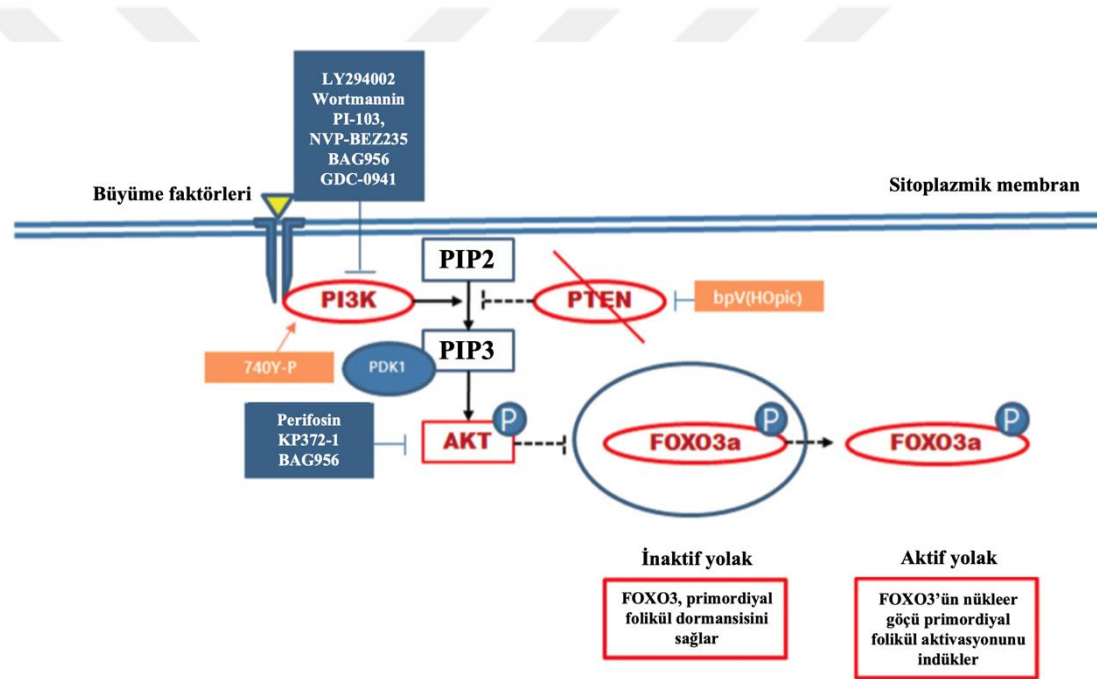 LY294002
Wortmannin
PI-103,
NVP-BEZ235
BAG956
GDC-0941
Büyüme faktörleri
Sitoplazmik membran
PIP2
PI3K
PTEN
bpV(HOpic)
740Y-P
PDK1
PIP3
Perifosin
KP372-1
BAG956
AKT
P
FOXO3a
P
FOXO3a
P
İnaktif yolak
FOXO3, primordiyal
folikül dormansisini
sağlar
Aktif yolak
FOXO3’ün nükleer
göçü primordiyal
folikül aktivasyonunu
indükler